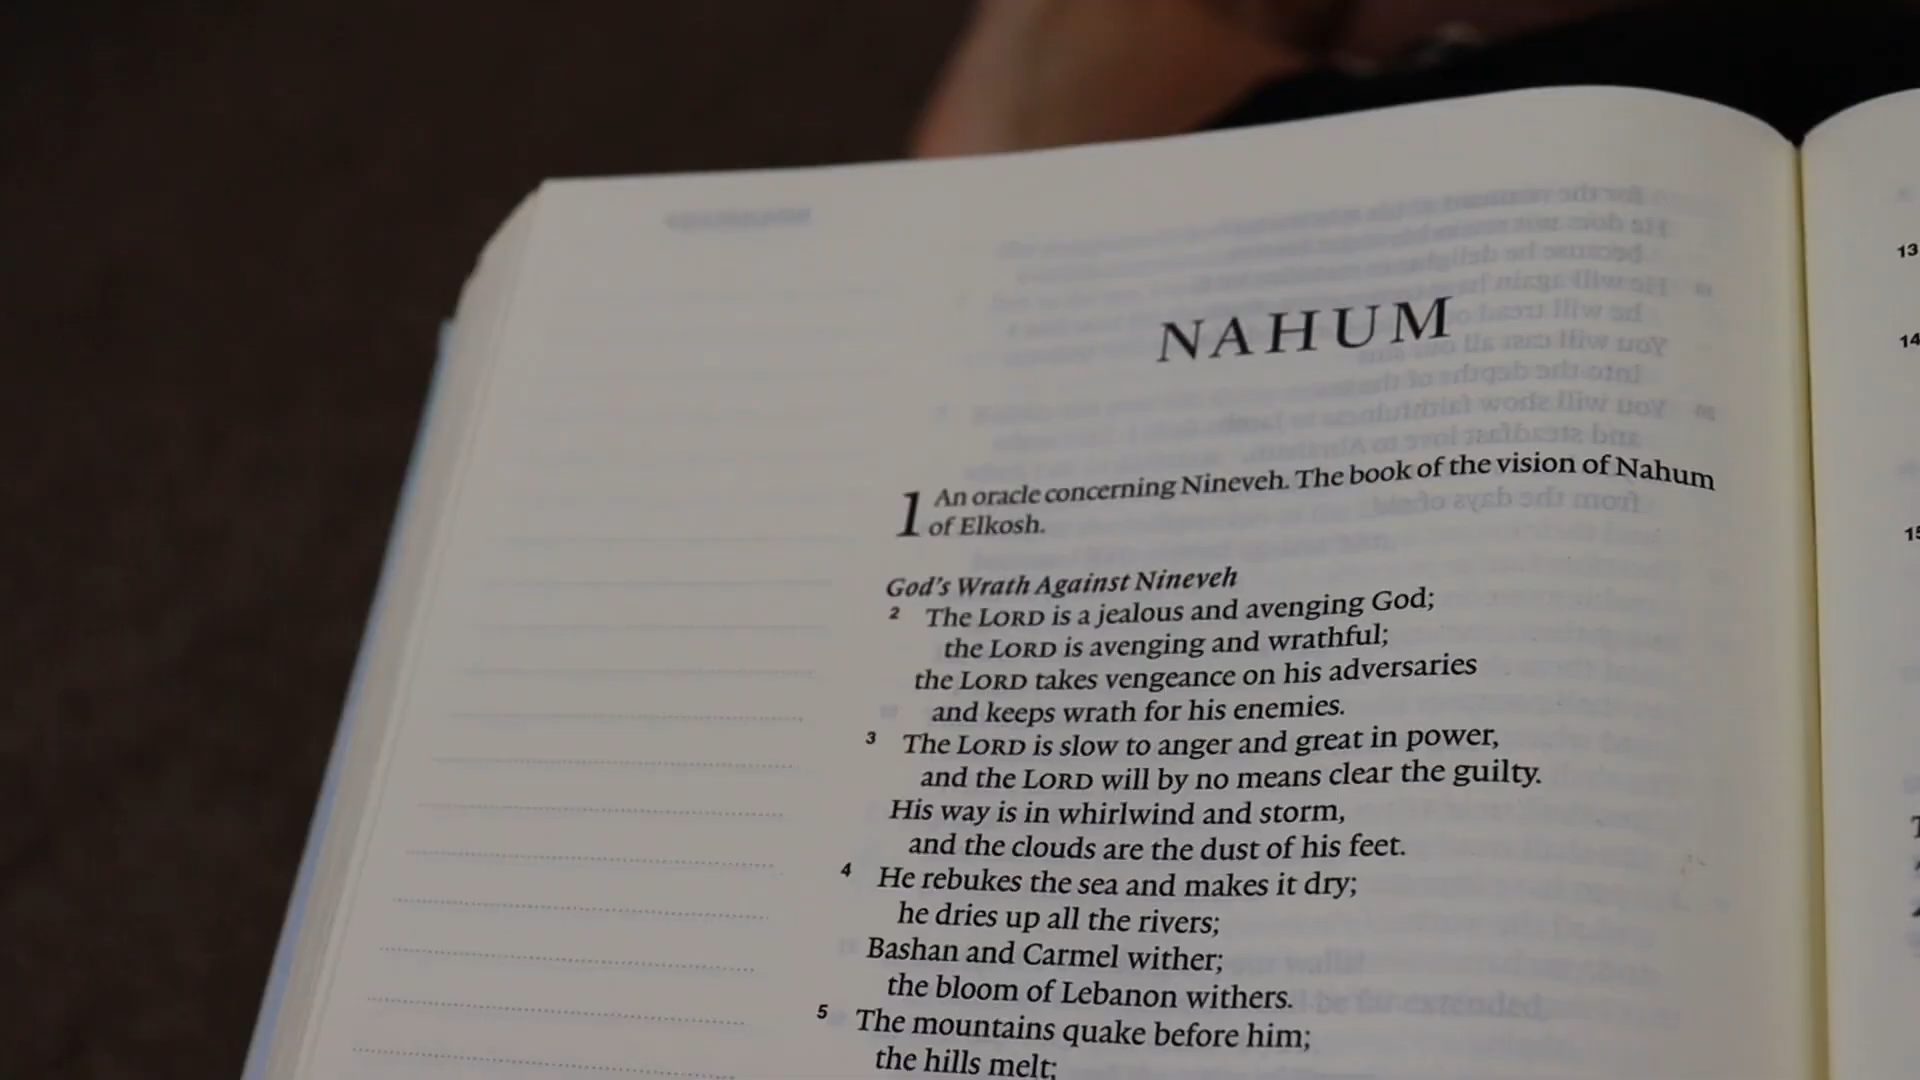 NAHUM
1 An oracle concerning Nineveh. The book of the vision of Nahum
of Elkosh.
God's Wrath Against Nineveh
2 The LORD is a jealous and avenging God;
the LORD is avenging and wrathful;
the LORD takes vengeance on his adversaries
and keeps wrath for his enemies.
3 The LORD is slow to anger and great in power,
and the LORD will by no means clear the guilty.
His way is in whirlwind and storm,
and the clouds are the dust of his feet.
4 He rebukes the sea and makes it dry;
he dries up all the rivers;
Bashan and Carmel wither;
the bloom of Lebanon withers.
5 The mountains quake before him;
the hills melt;
13
14
15